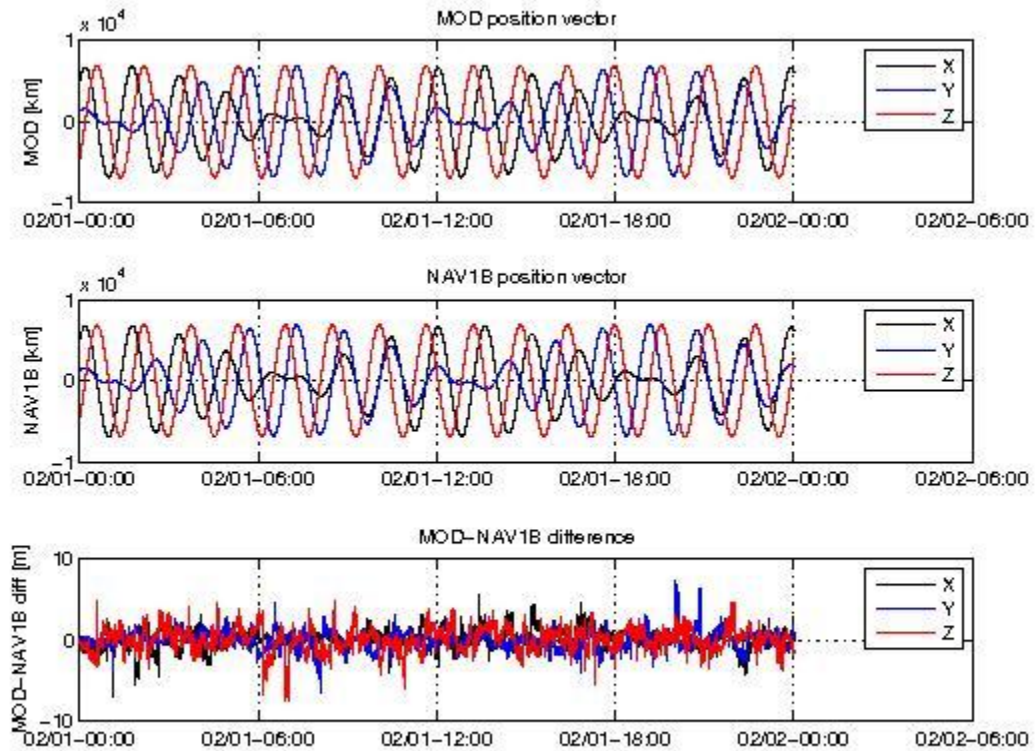 MOD position vector
x 10^4
1
0
−1
MOD [km]
X
Y
Z
02/01−00:00 02/01−06:00 02/01−12:00 02/01−18:00 02/02−00:00 02/02−06:00
NAV1B position vector
x 10^4
1
0
−1
NAV1B [km]
X
Y
Z
02/01−00:00 02/01−06:00 02/01−12:00 02/01−18:00 02/02−00:00 02/02−06:00
MOD−NAV1B difference
10
0
−10
MOD−NAV1B diff [m]
X
Y
Z
02/01−00:00 02/01−06:00 02/01−12:00 02/01−18:00 02/02−00:00 02/02−06:00